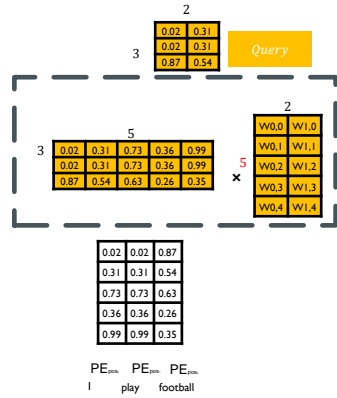 2
0.02 0.31
3 0.02 0.31 Query
0.87 0.54
2
5
W0,0 W1,0
3 0.02 0.31 0.73 0.36 0.99
W0,1 W1,1
0.02 0.31 0.73 0.36 0.99 5 W0,2 W1,2
0.87 0.54 0.63 0.26 0.35 × W0,3 W1,3
W0,4 W1,4
0.02 0.02 0.87
0.31 0.31 0.54
0.73 0.73 0.63
0.36 0.36 0.26
0.99 0.99 0.35
PEpos. PEpos. PEpos.
I play football